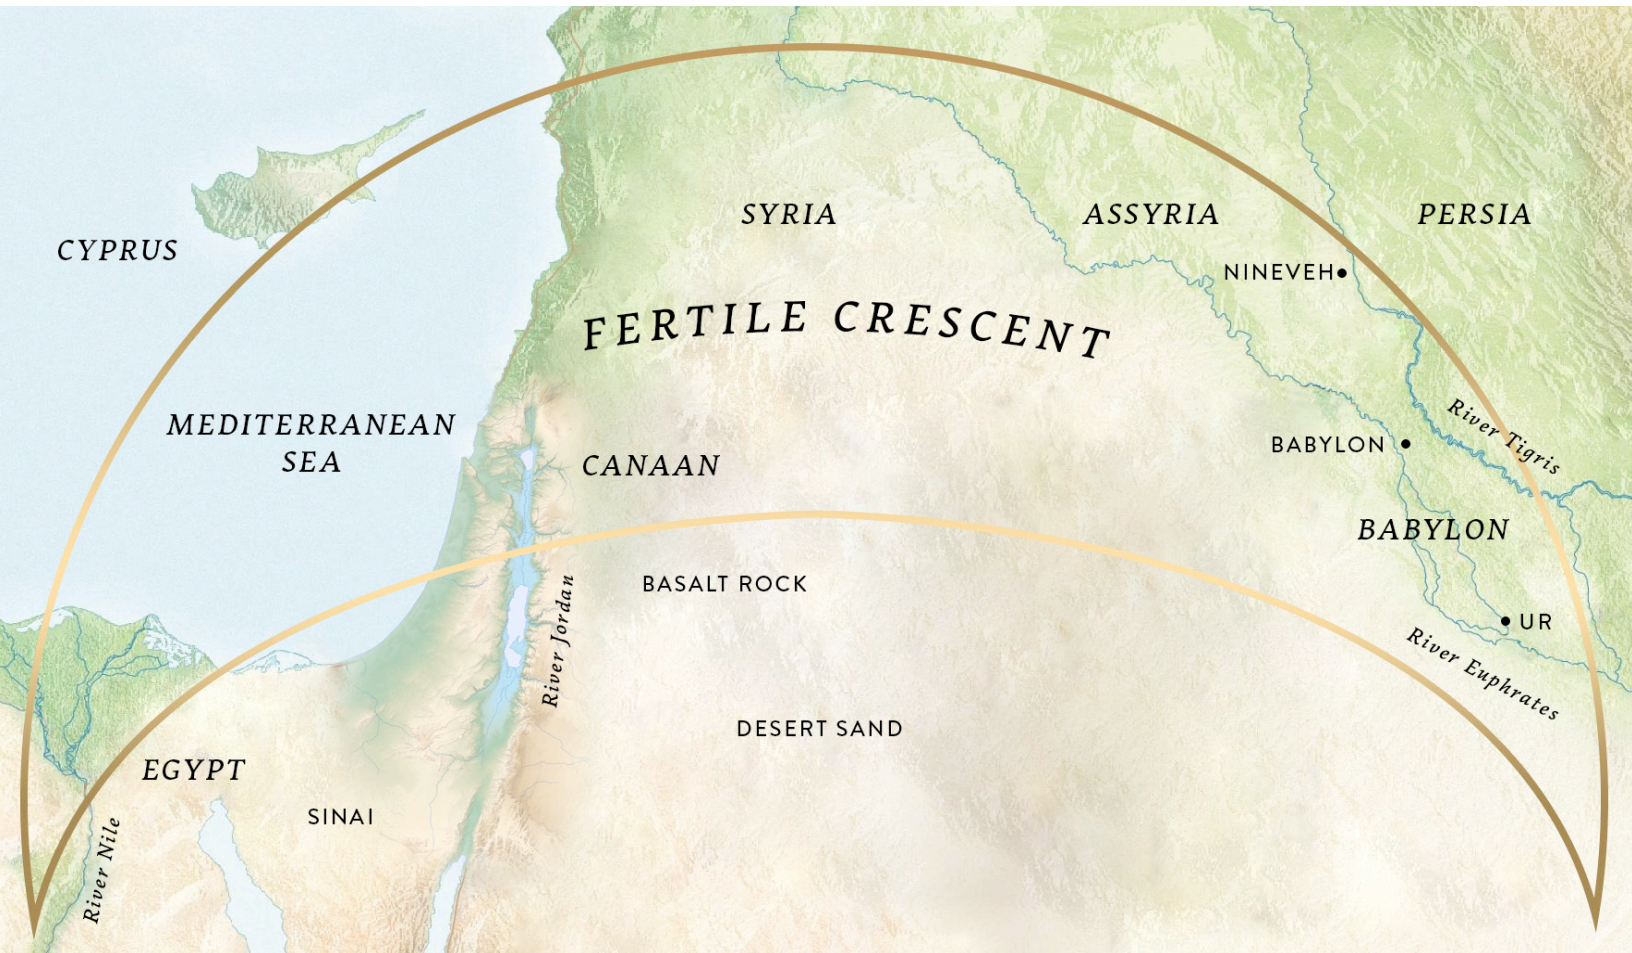 SYRIA
ASSYRIA
PERSIA
CYPRUS
NINEVEH
FERTILE CRESCENT
MEDITERRANEAN
SEA
River Tigris
BABYLON
CANAAN
BABYLON
BASALT ROCK
River Jordan
UR
River Euphrates
DESERT SAND
EGYPT
SINAI
River Nile